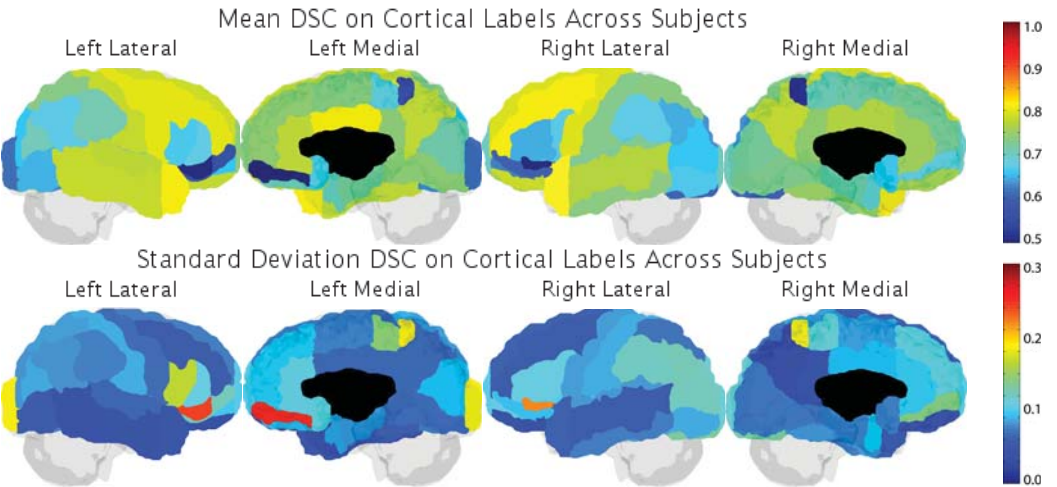 Mean DSC on Cortical Labels Across Subjects
Left Lateral Left Medial Right Lateral Right Medial
1.0
0.9
0.8
0.7
0.6
0.5
Standard Deviation DSC on Cortical Labels Across Subjects
Left Lateral Left Medial Right Lateral Right Medial
0.3
0.2
0.1
0.0